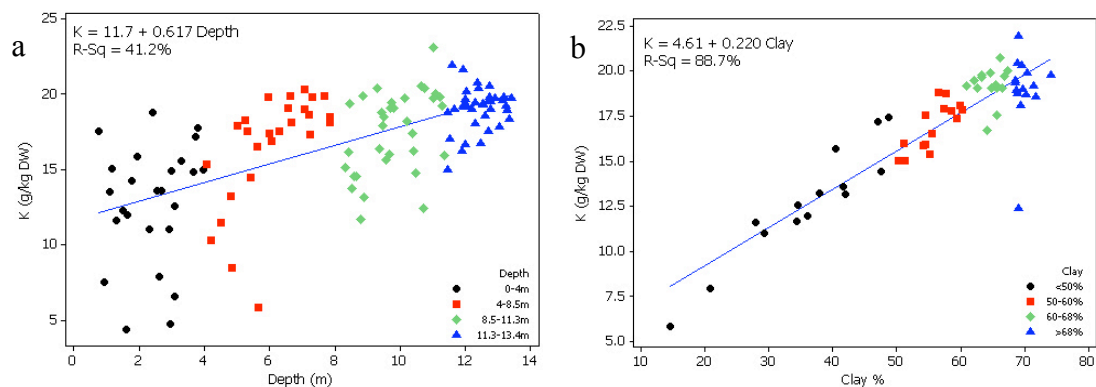 a
K = 11.7 + 0.617 Depth
R-Sq = 41.2%
K (g/kg DW)
25
20
15
10
5
0 2 4 6 8 10 12 14
Depth (m)
Depth
0-4m
4-8.5m
8.5-11.3m
11.3-13.4m
b
K = 4.61 + 0.220 Clay
R-Sq = 88.7%
K (g/kg DW)
22.5
20.0
17.5
15.0
12.5
10.0
7.5
5.0
10 20 30 40 50 60 70 80
Clay %
Clay
<50%
50-60%
60-68%
>68%